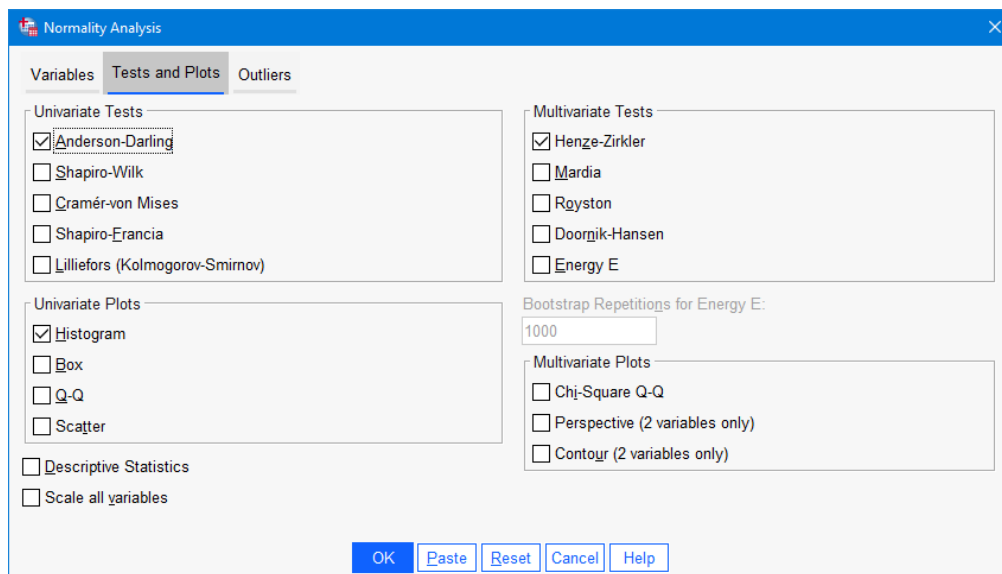 Normality Analysis
Variables Tests and Plots Outliers
Univariate Tests
Anderson-Darling
Shapiro-Wilk
Cramér-von Mises
Shapiro-Francia
Lilliefors (Kolmogorov-Smirnov)
Univariate Plots
Histogram
Box
Q-Q
Scatter
Descriptive Statistics
Scale all variables
Multivariate Tests
Henze-Zirkler
Mardia
Royston
Doornik-Hansen
Energy E
Bootstrap Repetitions for Energy E:
1000
Multivariate Plots
Chi-Square Q-Q
Perspective (2 variables only)
Contour (2 variables only)
OK Paste Reset Cancel Help